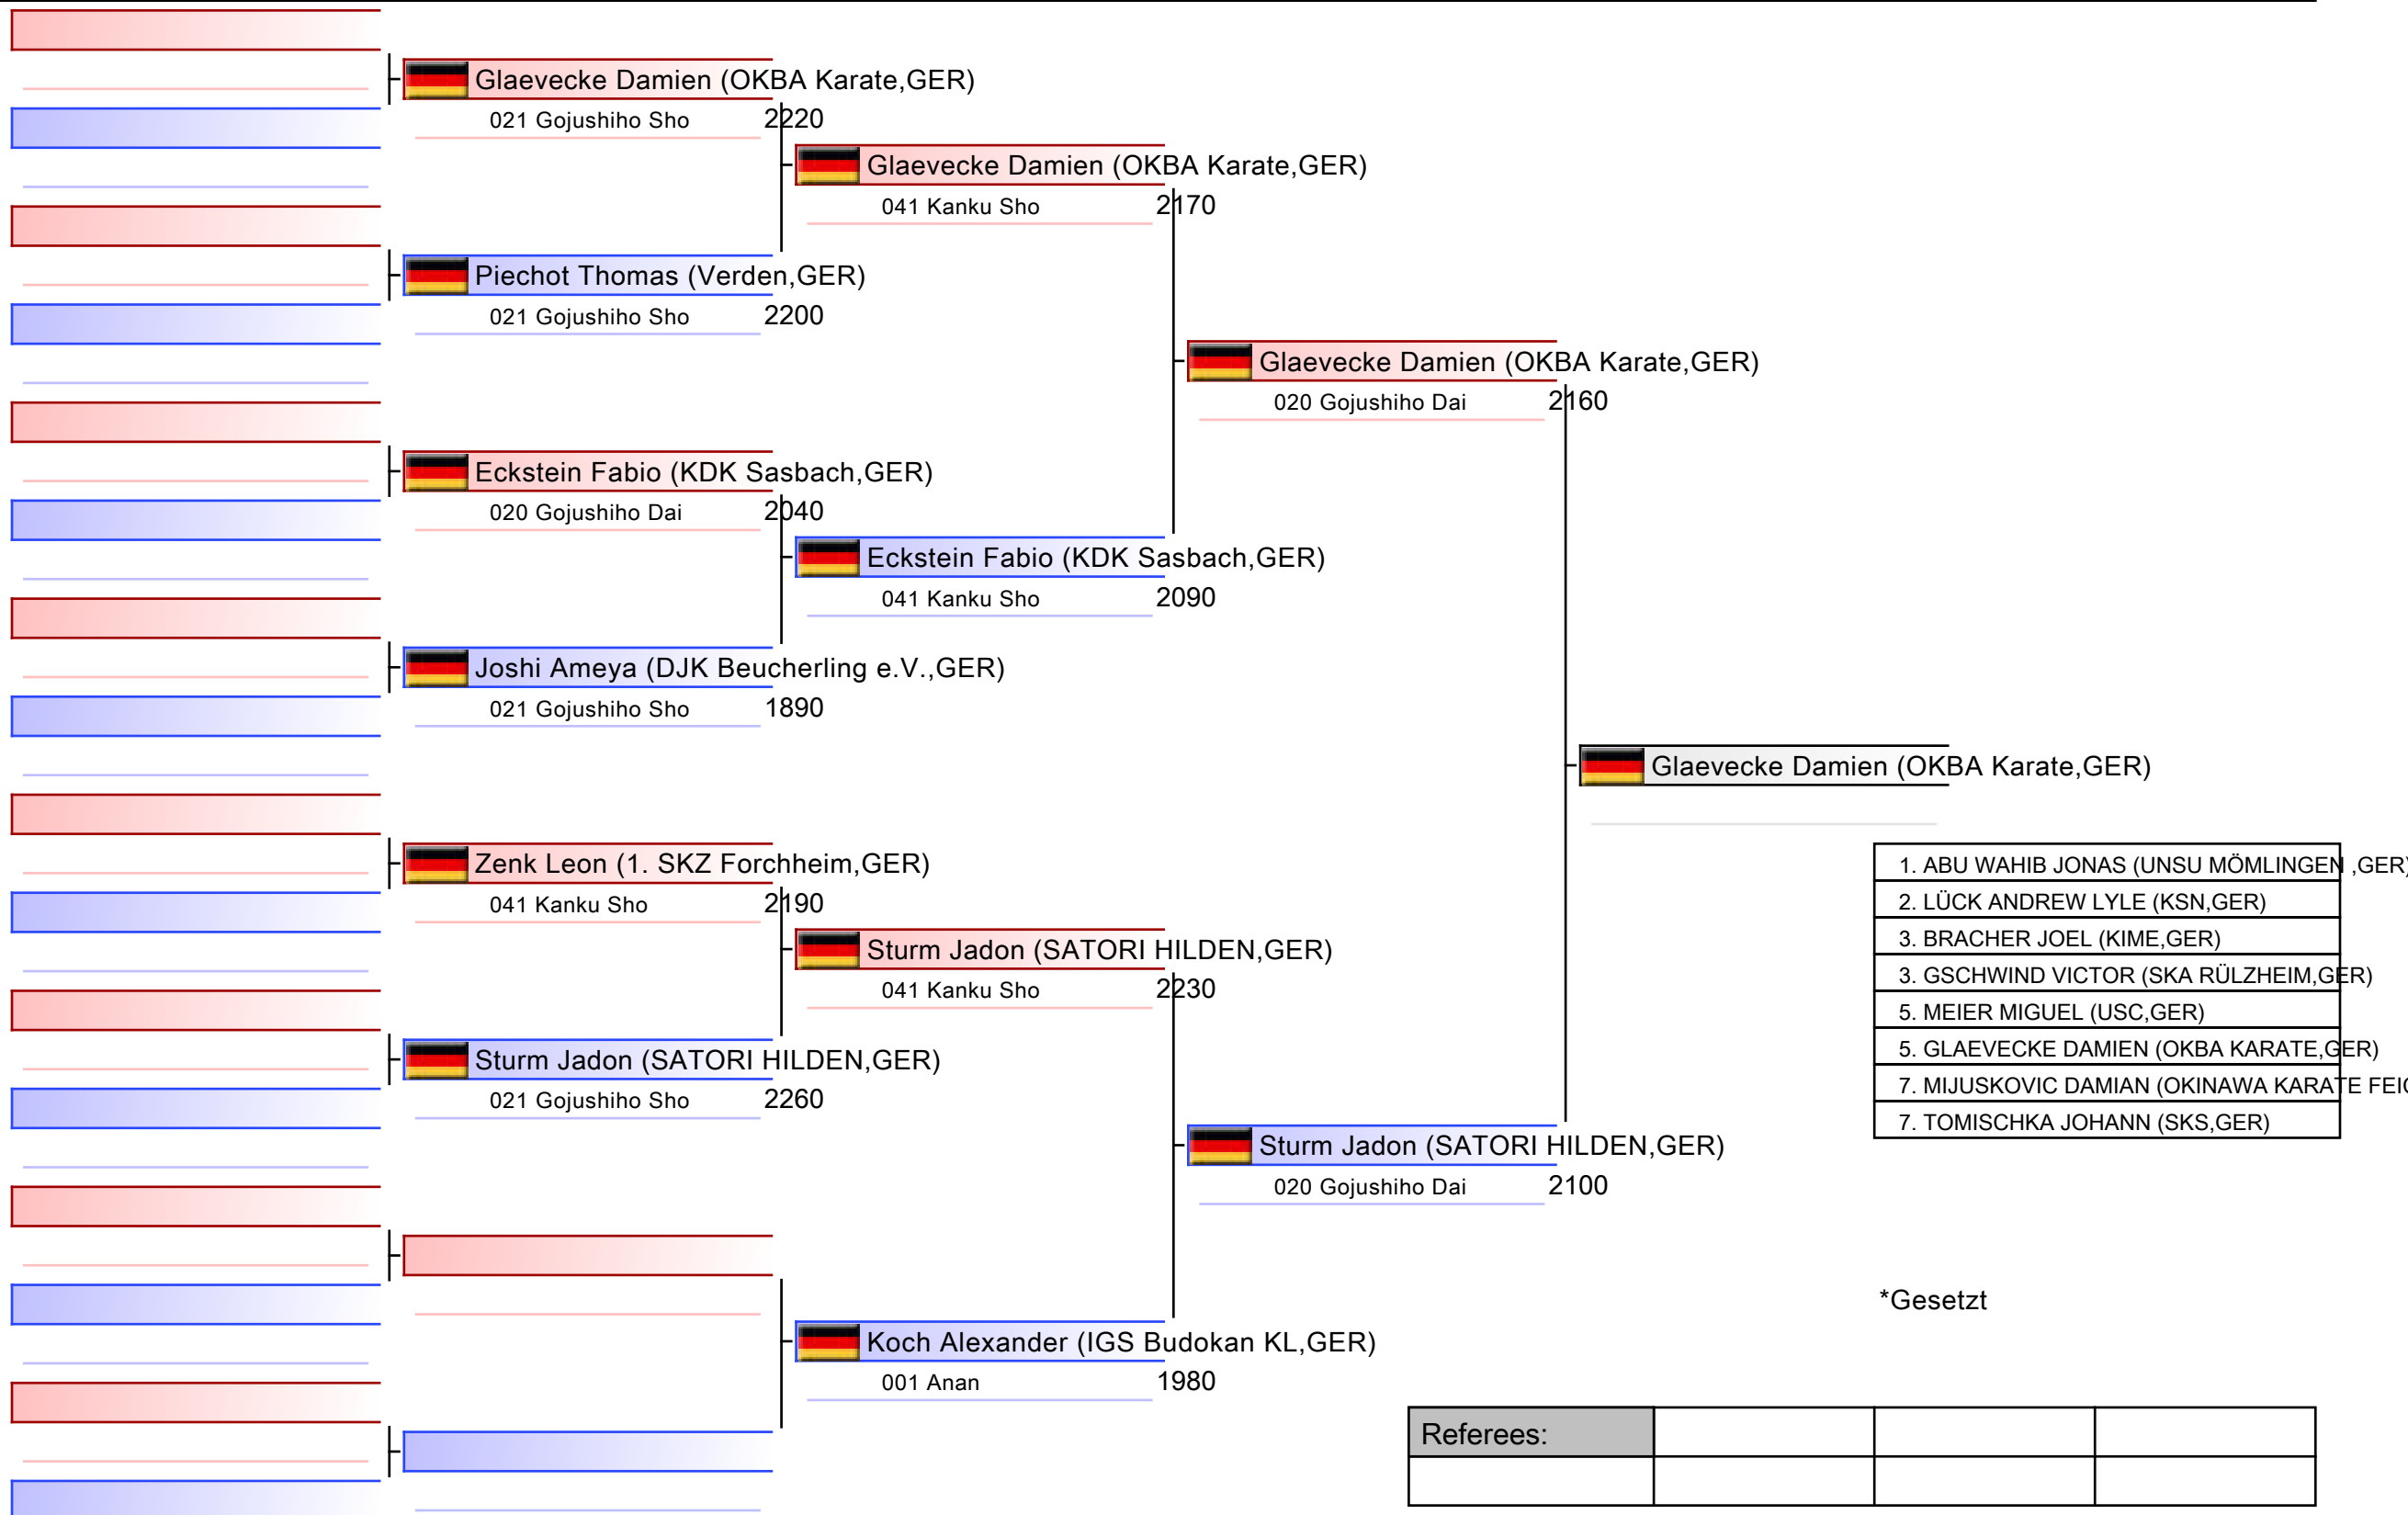 Glaevecke Damien (OKBA Karate,GER)
021 Gojushiho Sho 2220
Glaevecke Damien (OKBA Karate,GER)
041 Kanku Sho 2170
Piechot Thomas (Verden,GER)
021 Gojushiho Sho 2200
Glaevecke Damien (OKBA Karate,GER)
020 Gojushiho Dai 2160
Eckstein Fabio (KDK Sasbach,GER)
020 Gojushiho Dai 2040
Eckstein Fabio (KDK Sasbach,GER)
041 Kanku Sho 2090
Joshi Ameya (DJK Beucherling e.V.,GER)
021 Gojushiho Sho 1890
Glaevecke Damien (OKBA Karate,GER)
Zenk Leon (1. SKZ Forchheim,GER)
041 Kanku Sho 2190
Sturm Jadon (SATORI HILDEN,GER)
041 Kanku Sho 2230
Sturm Jadon (SATORI HILDEN,GER)
021 Gojushiho Sho 2260
Sturm Jadon (SATORI HILDEN,GER)
020 Gojushiho Dai 2100
Koch Alexander (IGS Budokan KL,GER)
001 Anan 1980
1. ABU WAHIB JONAS (UNSU MÖMLINGEN ,GER)
2. LÜCK ANDREW LYLE (KSN,GER)
3. BRACHER JOEL (KIME,GER)
3. GSCHWIND VICTOR (SKA RÜLZHEIM,GER)
5. MEIER MIGUEL (USC,GER)
5. GLAEVECKE DAMIEN (OKBA KARATE,GER)
7. MIJUSKOVIC DAMIAN (OKINAWA KARATE
7. TOMISCHKA JOHANN (SKS,GER)
*Gesetzt
Referees: